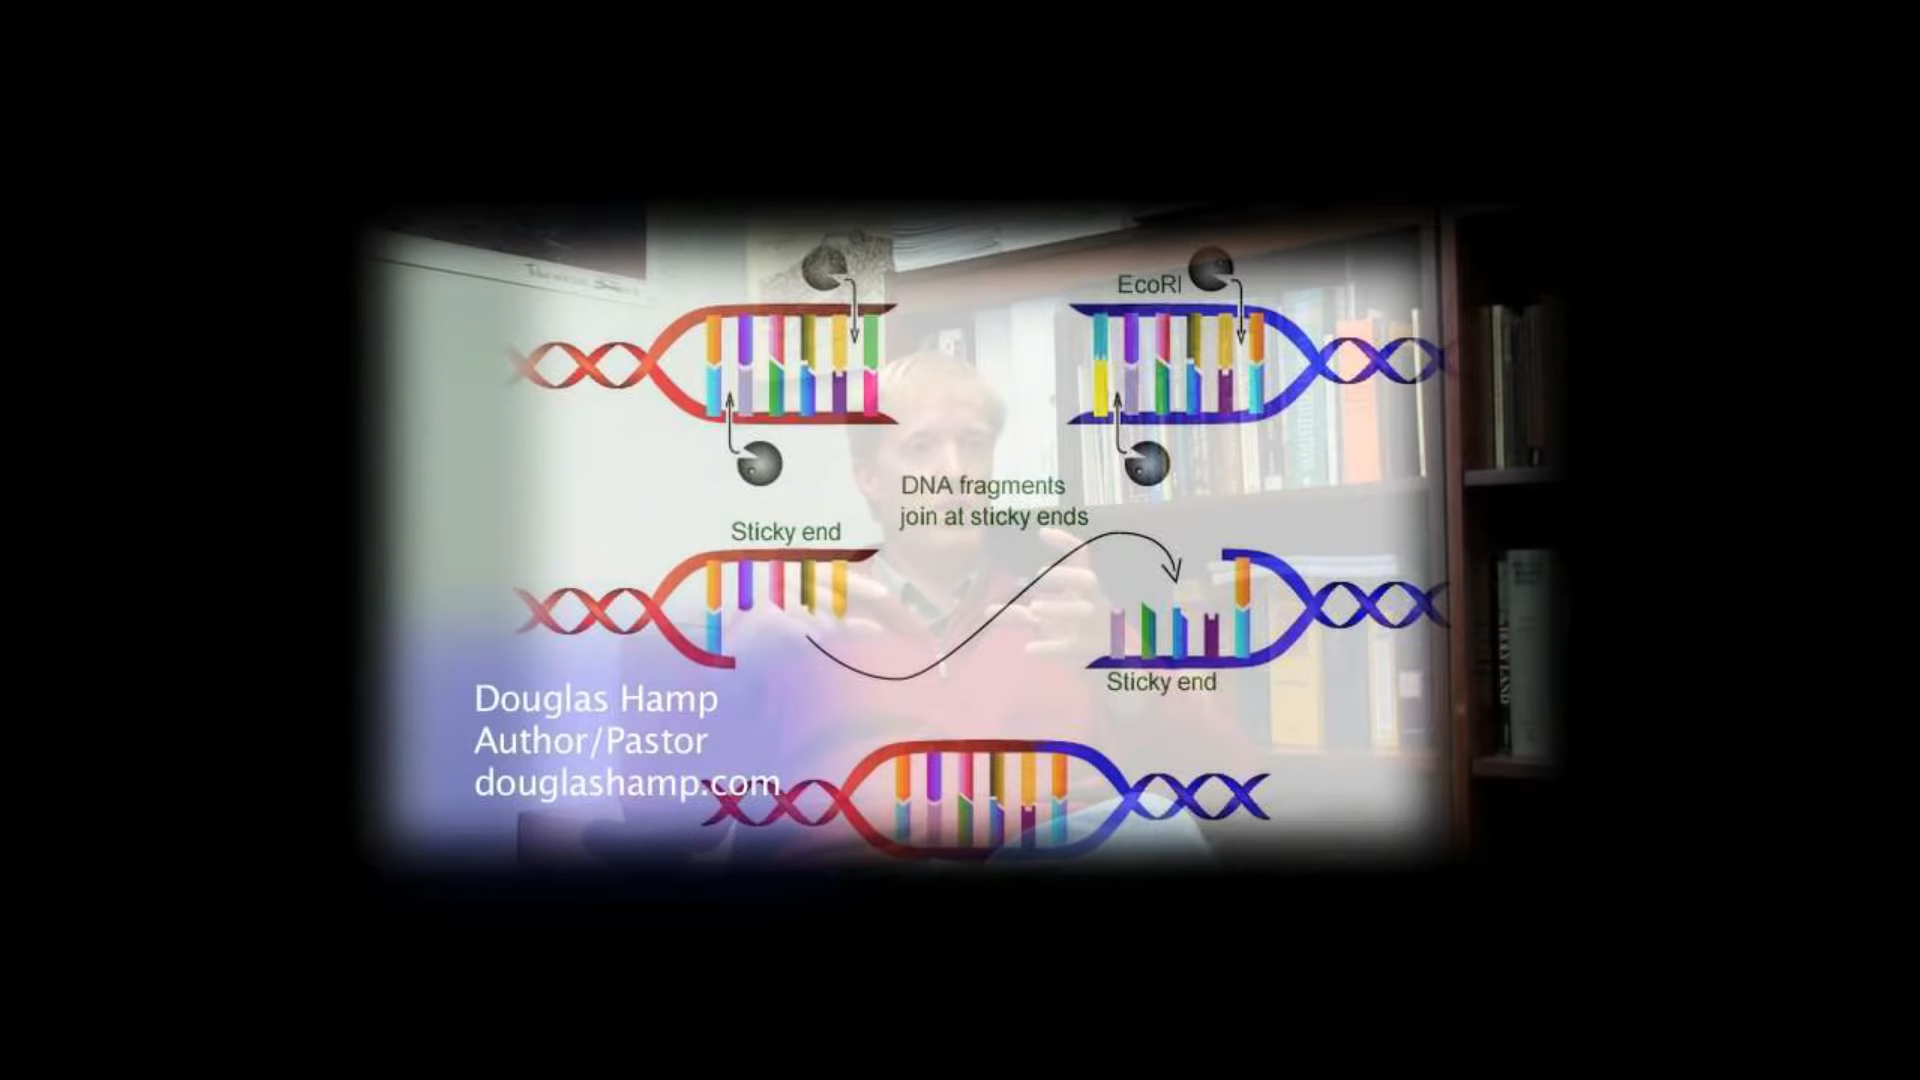 EcoRI
DNA fragments
join at sticky ends
Sticky end
Sticky end
Douglas Hamp
Author/Pastor
douglashamp.com